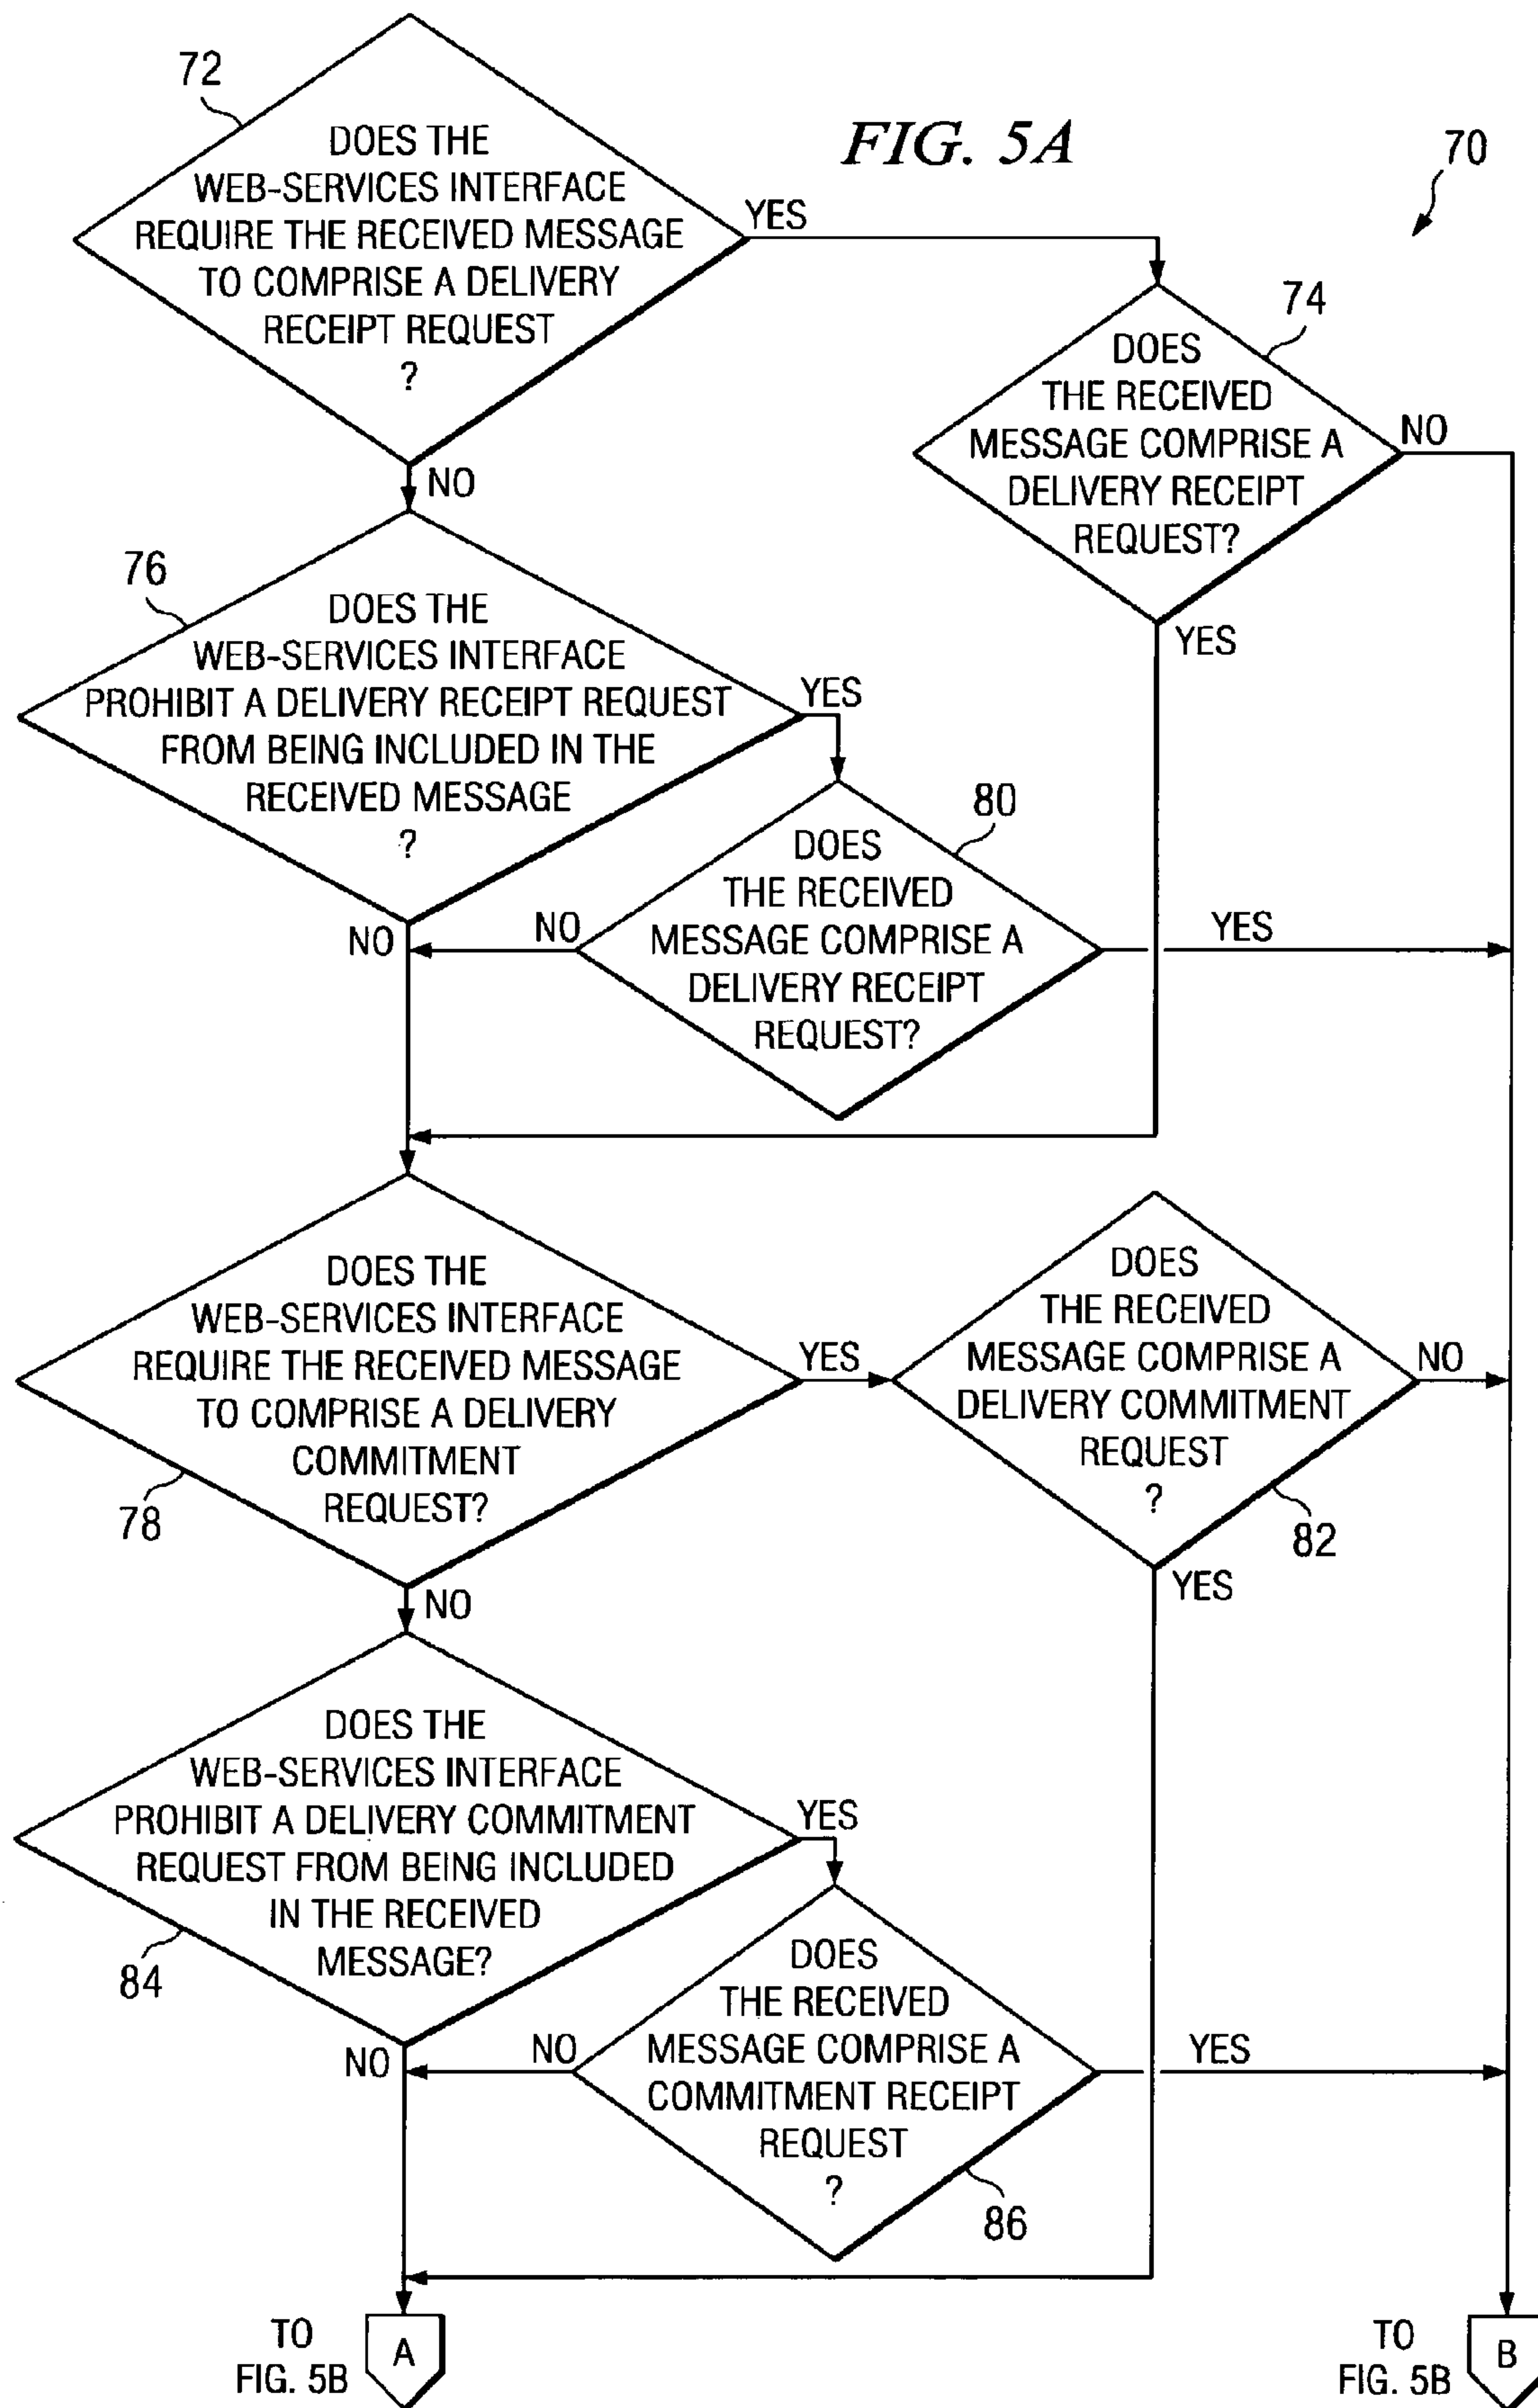 72
DOES THE
WEB-SERVICES INTERFACE
REQUIRE THE RECEIVED MESSAGE
TO COMPRISE A DELIVERY
RECEIPT REQUEST
?
FIG. 5A
70
YES
NO
74
DOES
THE RECEIVED
MESSAGE COMPRISE A
DELIVERY RECEIPT
REQUEST?
NO
YES
76
DOES THE
WEB-SERVICES INTERFACE
PROHIBIT A DELIVERY RECEIPT REQUEST
FROM BEING INCLUDED IN THE
RECEIVED MESSAGE
?
YES
NO
80
DOES
THE RECEIVED
MESSAGE COMPRISE A
DELIVERY RECEIPT
REQUEST?
NO
YES
DOES THE
WEB-SERVICES INTERFACE
REQUIRE THE RECEIVED MESSAGE
TO COMPRISE A DELIVERY
COMMITMENT
REQUEST?
78
YES
NO
DOES
THE RECEIVED
MESSAGE COMPRISE A
DELIVERY COMMITMENT
REQUEST
?
82
NO
YES
DOES THE
WEB-SERVICES INTERFACE
PROHIBIT A DELIVERY COMMITMENT
REQUEST FROM BEING INCLUDED
IN THE RECEIVED
MESSAGE?
84
YES
NO
DOES
THE RECEIVED
MESSAGE COMPRISE A
COMMITMENT RECEIPT
REQUEST
?
86
NO
YES
TO
FIG. 5B
A
TO
FIG. 5B
B